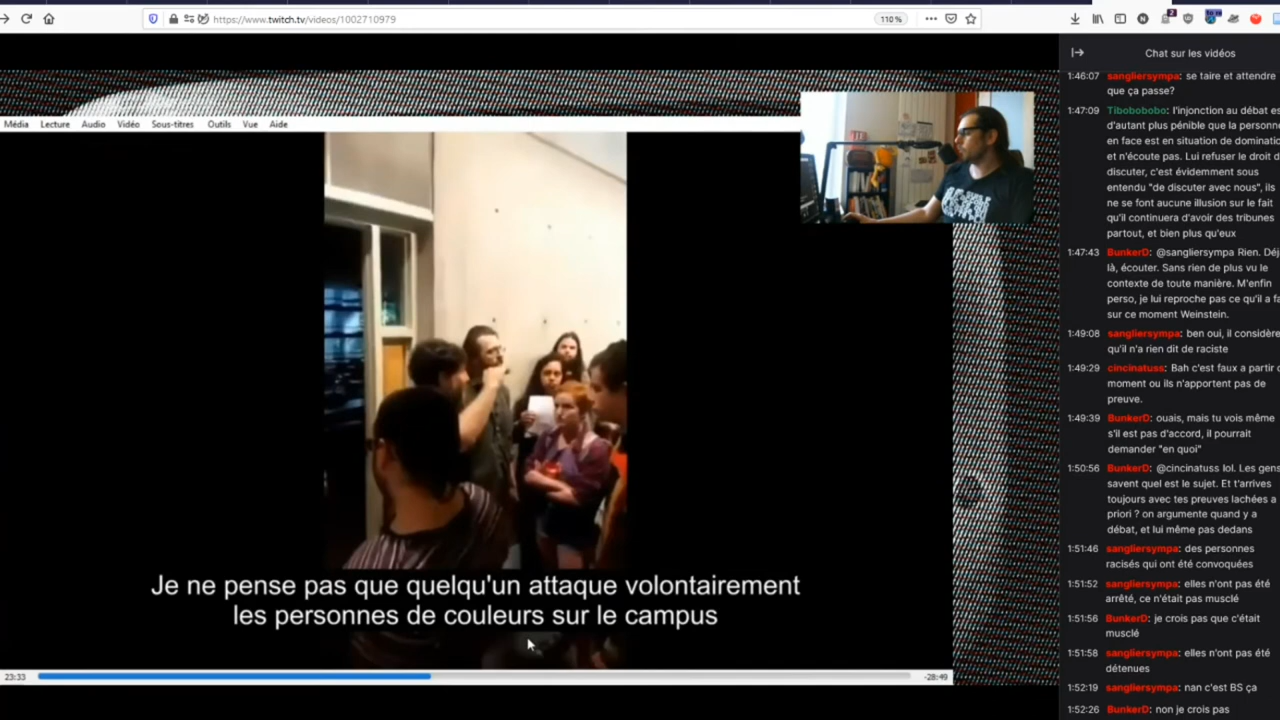 https://www.twitch.tv/videos/1002710979
110 %
Média Lecture Audio Vidéo Sous-titres Outils Vue Aide
Je ne pense pas que quelqu'un attaque volontairement
les personnes de couleurs sur le campus
23:33
-28:49
Chat sur les vidéos
1:46:07 sangliersympa: se taire et attendre
que ça passe?
1:47:09 Tibobobobo: l'injonction au débat es
d'autant plus pénible que la personne
en face est en situation de dominatio
et n'écoute pas. Lui refuser le droit d
discuter, c'est évidemment sous
entendu "de discuter avec nous", ils
ne se font aucune illusion sur le fait
qu'il continuera d'avoir des tribunes
partout, et bien plus qu'eux
1:47:43 BunkerD: @sangliersympa Rien. Déj
là, écouter. Sans rien de plus vu le
contexte de toute manière. M'enfin
perso, je lui reproche pas ce qu'il a fa
sur ce moment Weinstein.
1:49:08 sangliersympa: ben oui, il considère
qu'il n'a rien dit de raciste
1:49:29 cincinatuss: Bah c'est faux a partir d
moment ou ils n'apportent pas de
preuve.
1:49:39 BunkerD: ouais, mais tu vois même
s'il est pas d'accord, il pourrait
demander "en quoi"
1:50:56 BunkerD: @cincinatuss lol. Les gens
savent quel est le sujet. Et t'arrives
toujours avec tes preuves lachées a
priori ? on argumente quand y a
débat, et lui même pas dedans
1:51:46 sangliersympa: des personnes
racisés qui ont été convoquées
1:51:52 sangliersympa: elles n'ont pas été
arrêté, ce n'était pas musclé
1:51:56 BunkerD: je crois pas que c'était
musclé
1:51:58 sangliersympa: elles n'ont pas été
détenues
1:52:19 sangliersympa: nan c'est BS ça
1:52:26 BunkerD: non je crois pas